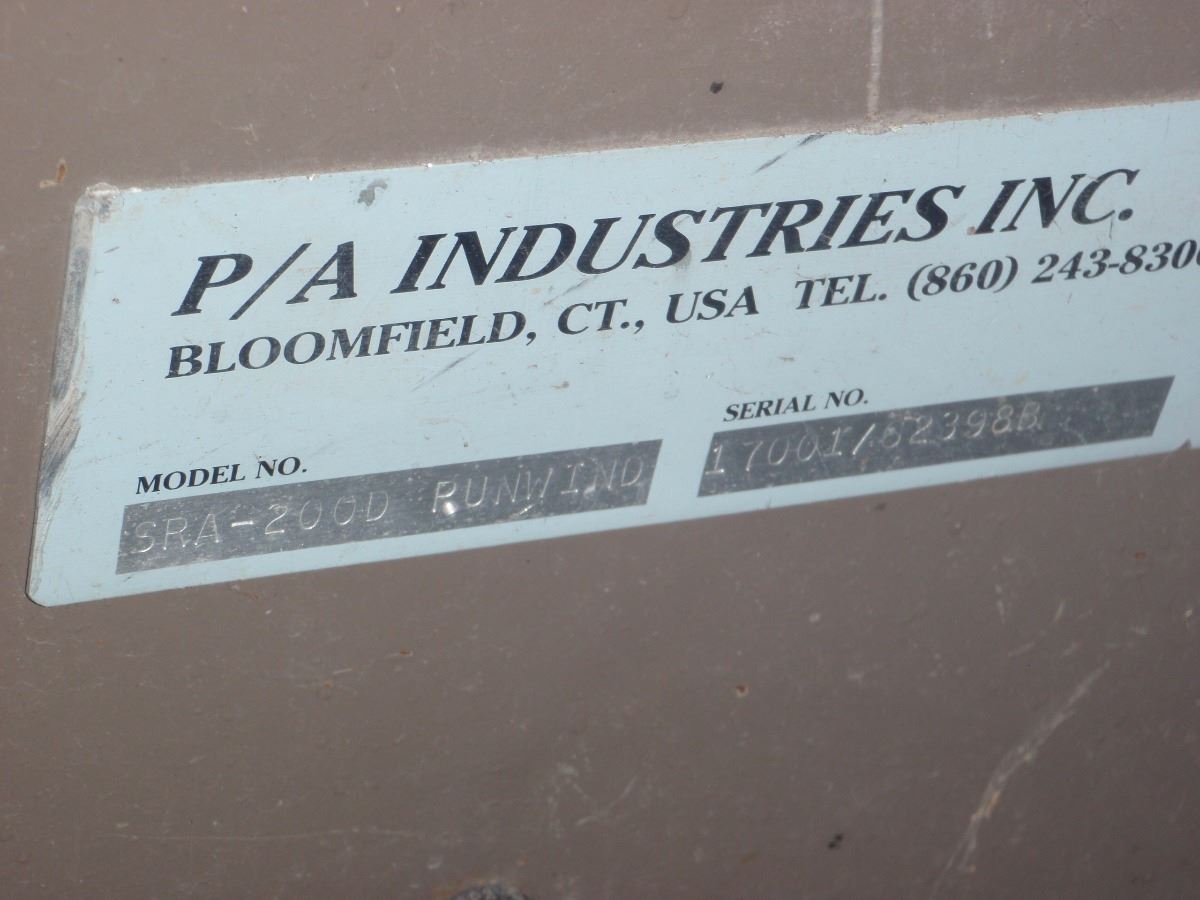 P/A INDUSTRIES INC.
BLOOMFIELD, CT., USA TEL. (860) 243-830
MODEL NO.
SRA-200D RUNWIND
SERIAL NO.